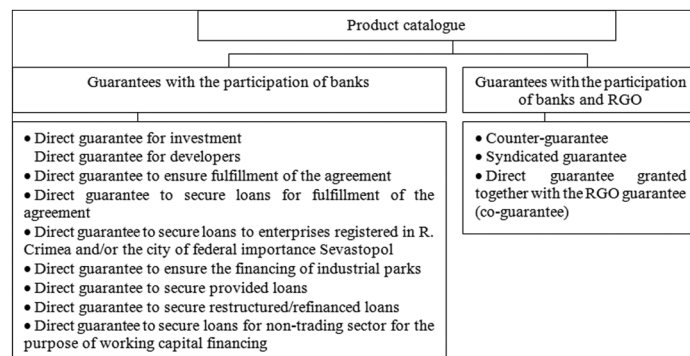 Product catalogue
Guarantees with the participation of banks
Guarantees with the participation
of banks and RGO
• Direct guarantee for investment
Direct guarantee for developers
• Direct guarantee to ensure fulfillment of the agreement
• Direct guarantee to secure loans for fulfillment of the
agreement
• Direct guarantee to secure loans to enterprises registered in R.
Crimea and/or the city of federal importance Sevastopol
• Direct guarantee to ensure the financing of industrial parks
• Direct guarantee to secure provided loans
• Direct guarantee to secure restructured/refinanced loans
• Direct guarantee to secure loans for non-trading sector for the
purpose of working capital financing
• Counter-guarantee
• Syndicated guarantee
• Direct guarantee granted
together with the RGO guarantee
(co-guarantee)